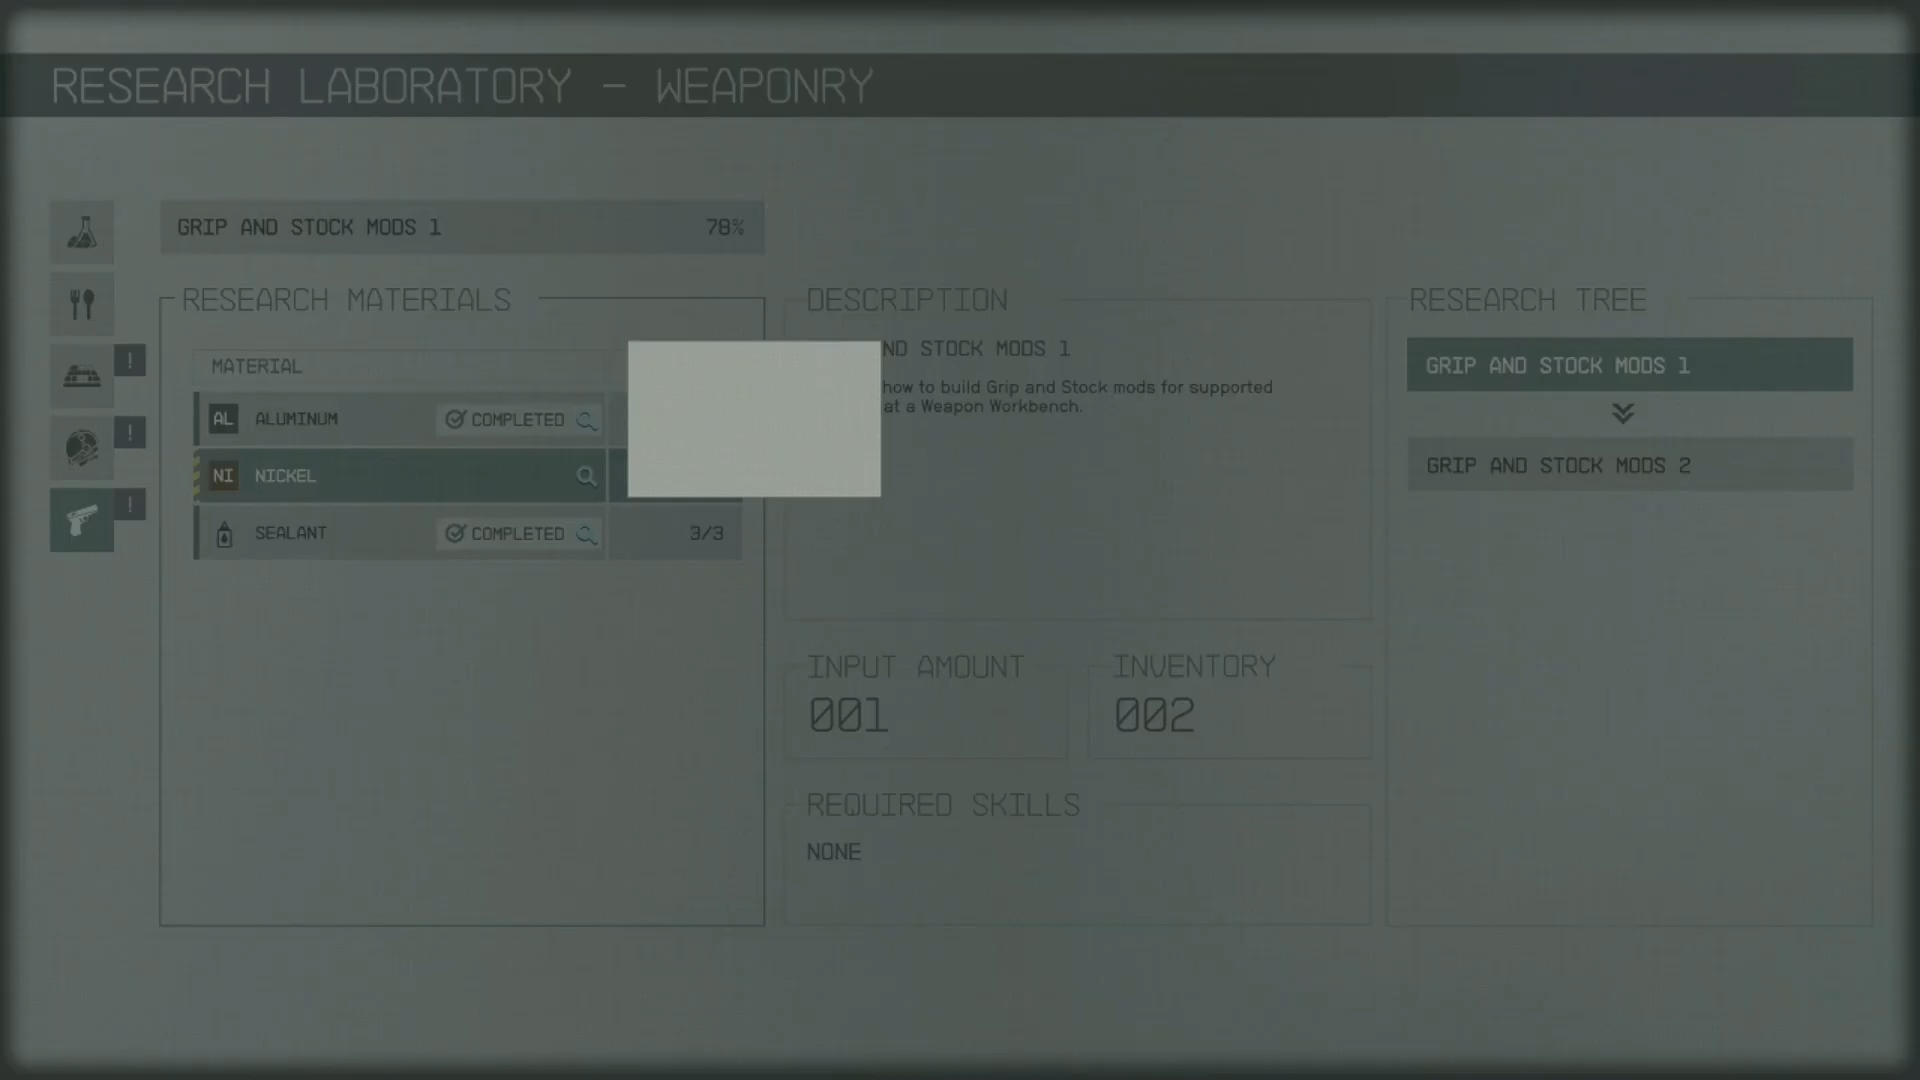 RESEARCH LABORATORY - WEAPONRY
GRIP AND STOCK MODS 1 78%
RESEARCH MATERIALS
MATERIAL
AL ALUMINUM COMPLETED
NI NICKEL
SEALANT COMPLETED 3/3
DESCRIPTION
STOCK MODS 1
how to build Grip and Stock mods for supported
at a Weapon Workbench.
INPUT AMOUNT
001
INVENTORY
002
REQUIRED SKILLS
NONE
RESEARCH TREE
GRIP AND STOCK MODS 1
GRIP AND STOCK MODS 2
!
!
!